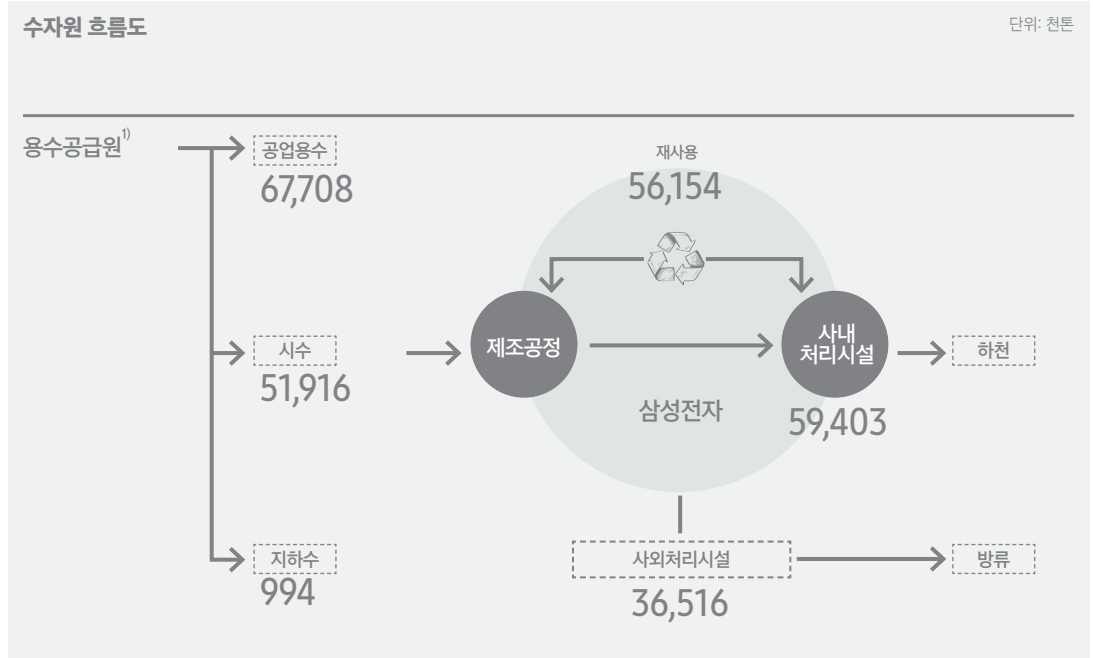 수자원 흐름도
단위: 천톤
용수공급원1)
공업용수
67,708
재사용
56,154
시수
51,916
제조공정
사내
처리시설
하천
삼성전자
59,403
지하수
994
사외처리시설
36,516
방류